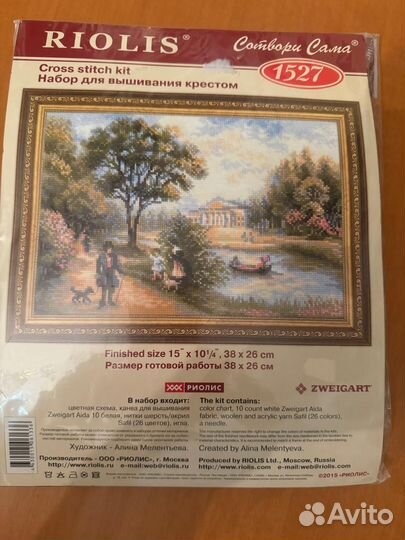 RIOLIS®
Сотвори Сама®
Cross stitch kit
Набор для вышивания крестом
1527
Finished size 15" x 10¼", 38 x 26 cm
Размер готовой работы 38 x 26 см
РИОЛИС
ZWEIGART
В набор входит:
цветная схема, канва для вышивания
Zweigart Aida 10 белая, нитки шерсть/акрил
Safil (26 цветов), игла.
The kit contains:
color chart, 10 count white Zweigart Aida
fabric, woolen and acrylic yarn Safil (26 colors),
a needle.
Художник - Алина Мелентьева.
Created by Alina Melentyeva.
Производитель - ООО «РИОЛИС», г. Москва
http://www.riolis.ru e-mail:web@riolis.ru
Produced by RIOLIS Ltd., Moscow, Russia
http://www.riolis.ru e-mail:web@riolis.ru
©2015 «РИОЛИС»
Avito